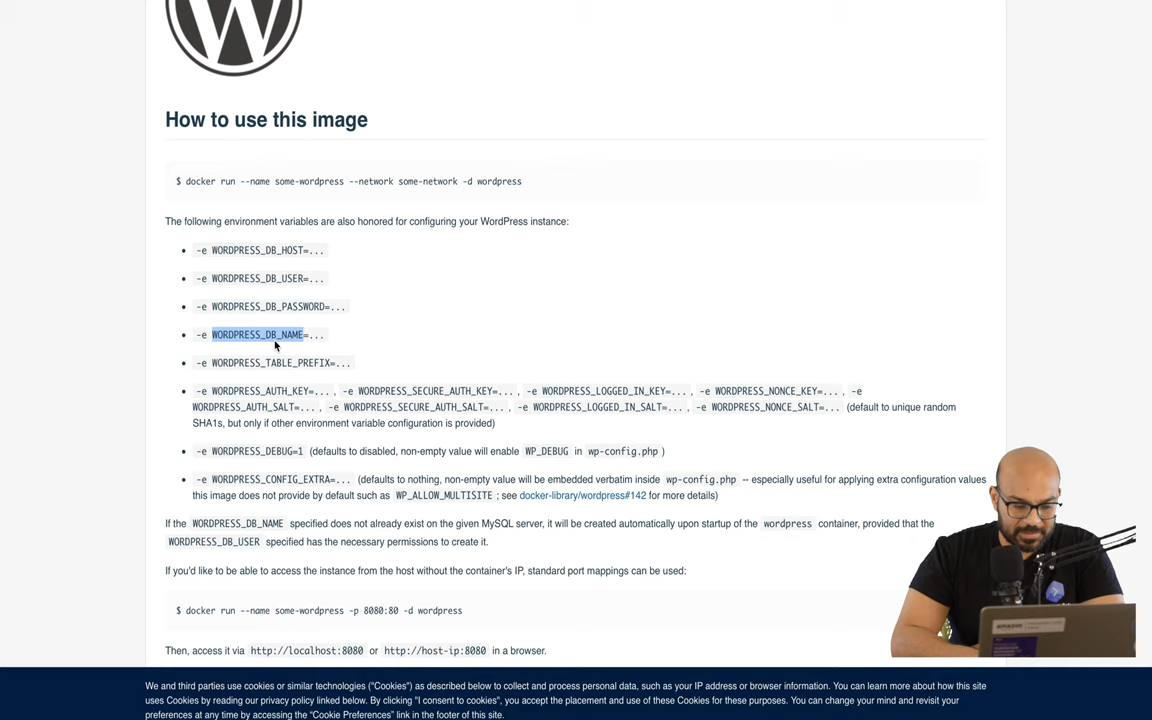 How to use this image
$ docker run --name some-wordpress --network some-network -d wordpress
The following environment variables are also honored for configuring your WordPress instance:
• -e WORDPRESS_DB_HOST=...
• -e WORDPRESS_DB_USER=...
• -e WORDPRESS_DB_PASSWORD=...
• -e WORDPRESS_DB_NAME=...
• -e WORDPRESS_TABLE_PREFIX=...
• -e WORDPRESS_AUTH_KEY=... , -e WORDPRESS_SECURE_AUTH_KEY=... , -e WORDPRESS_LOGGED_IN_KEY=... , -e WORDPRESS_NONCE_KEY=... , -e
WORDPRESS_AUTH_SALT=... , -e WORDPRESS_SECURE_AUTH_SALT=... , -e WORDPRESS_LOGGED_IN_SALT=... , -e WORDPRESS_NONCE_SALT=... (default to unique random
SHA1s, but only if other environment variable configuration is provided)
• -e WORDPRESS_DEBUG=1 (defaults to disabled, non-empty value will enable WP_DEBUG in wp-config.php )
• -e WORDPRESS_CONFIG_EXTRA=... (defaults to nothing, non-empty value will be embedded verbatim inside wp-config.php -- especially useful for applying extra configuration values
this image does not provide by default such as WP_ALLOW_MULTISITE ; see docker-library/wordpress#142 for more details)
If the WORDPRESS_DB_NAME specified does not already exist on the given MySQL server, it will be created automatically upon startup of the wordpress container, provided that the
WORDPRESS_DB_USER specified has the necessary permissions to create it.
If you'd like to be able to access the instance from the host without the container's IP, standard port mappings can be used:
$ docker run --name some-wordpress -p 8080:80 -d wordpress
Then, access it via http://localhost:8080 or http://host-ip:8080 in a browser.
We and third parties use cookies or similar technologies ("Cookies") as described below to collect and process personal data, such as your IP address or browser information. You can learn more about how this site
uses Cookies by reading our privacy policy linked below. By clicking "I consent to cookies", you accept the placement and use of these Cookies for these purposes. You can change your mind and revisit your
preferences at any time by accessing the “Cookie Preferences” link in the footer of this site.